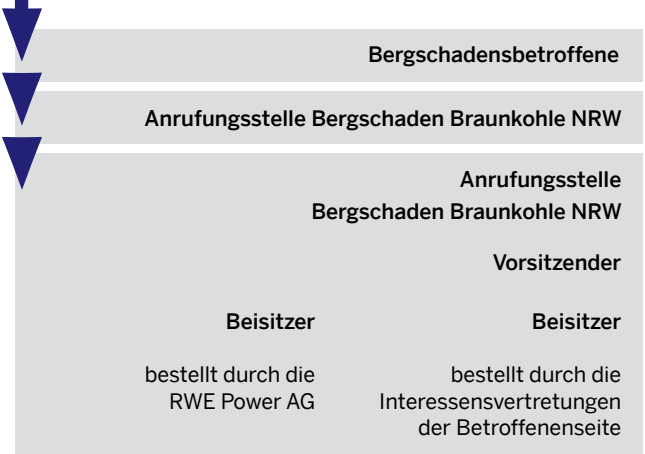 Bergschadensbetroffene
Anrufungsstelle Bergschaden Braunkohle NRW
Anrufungsstelle
Bergschaden Braunkohle NRW
Vorsitzender
Beisitzer
bestellt durch die
RWE Power AG
Beisitzer
bestellt durch die
Interessensvertretungen
der Betroffenenseite